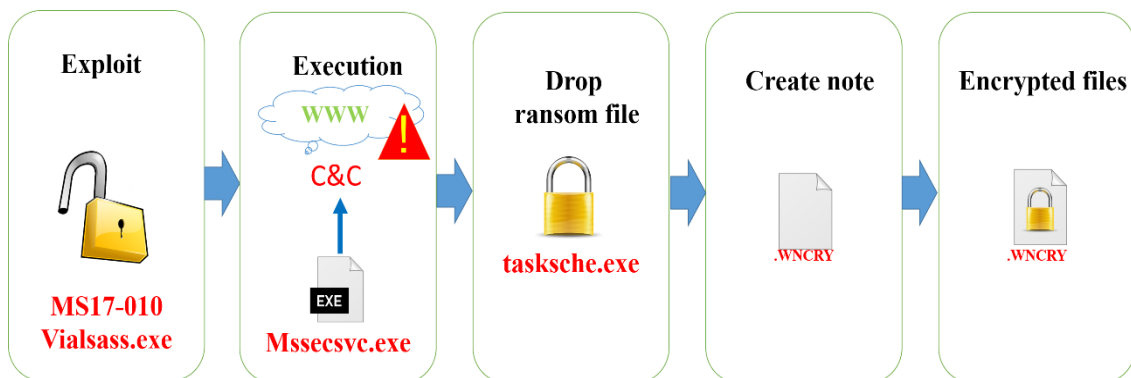 Exploit
MS17-010
Vialsass.exe
Execution
WWW
!
C&C
EXE
Mssecsvc.exe
Drop
ransom file
tasksche.exe
Create note
.WNCRY
Encrypted files
.WNCRY